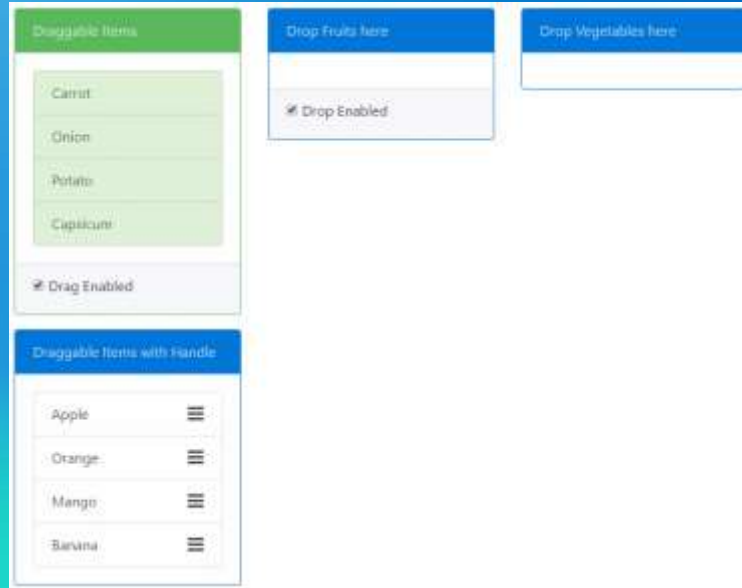 Draggable Items
Carrot
Onion
Potato
Capsicum
Drag Enabled
Draggable Items with Handle
Apple
Orange
Mango
Banana
Drop Fruits here
Drop Enabled
Drop Vegetables here